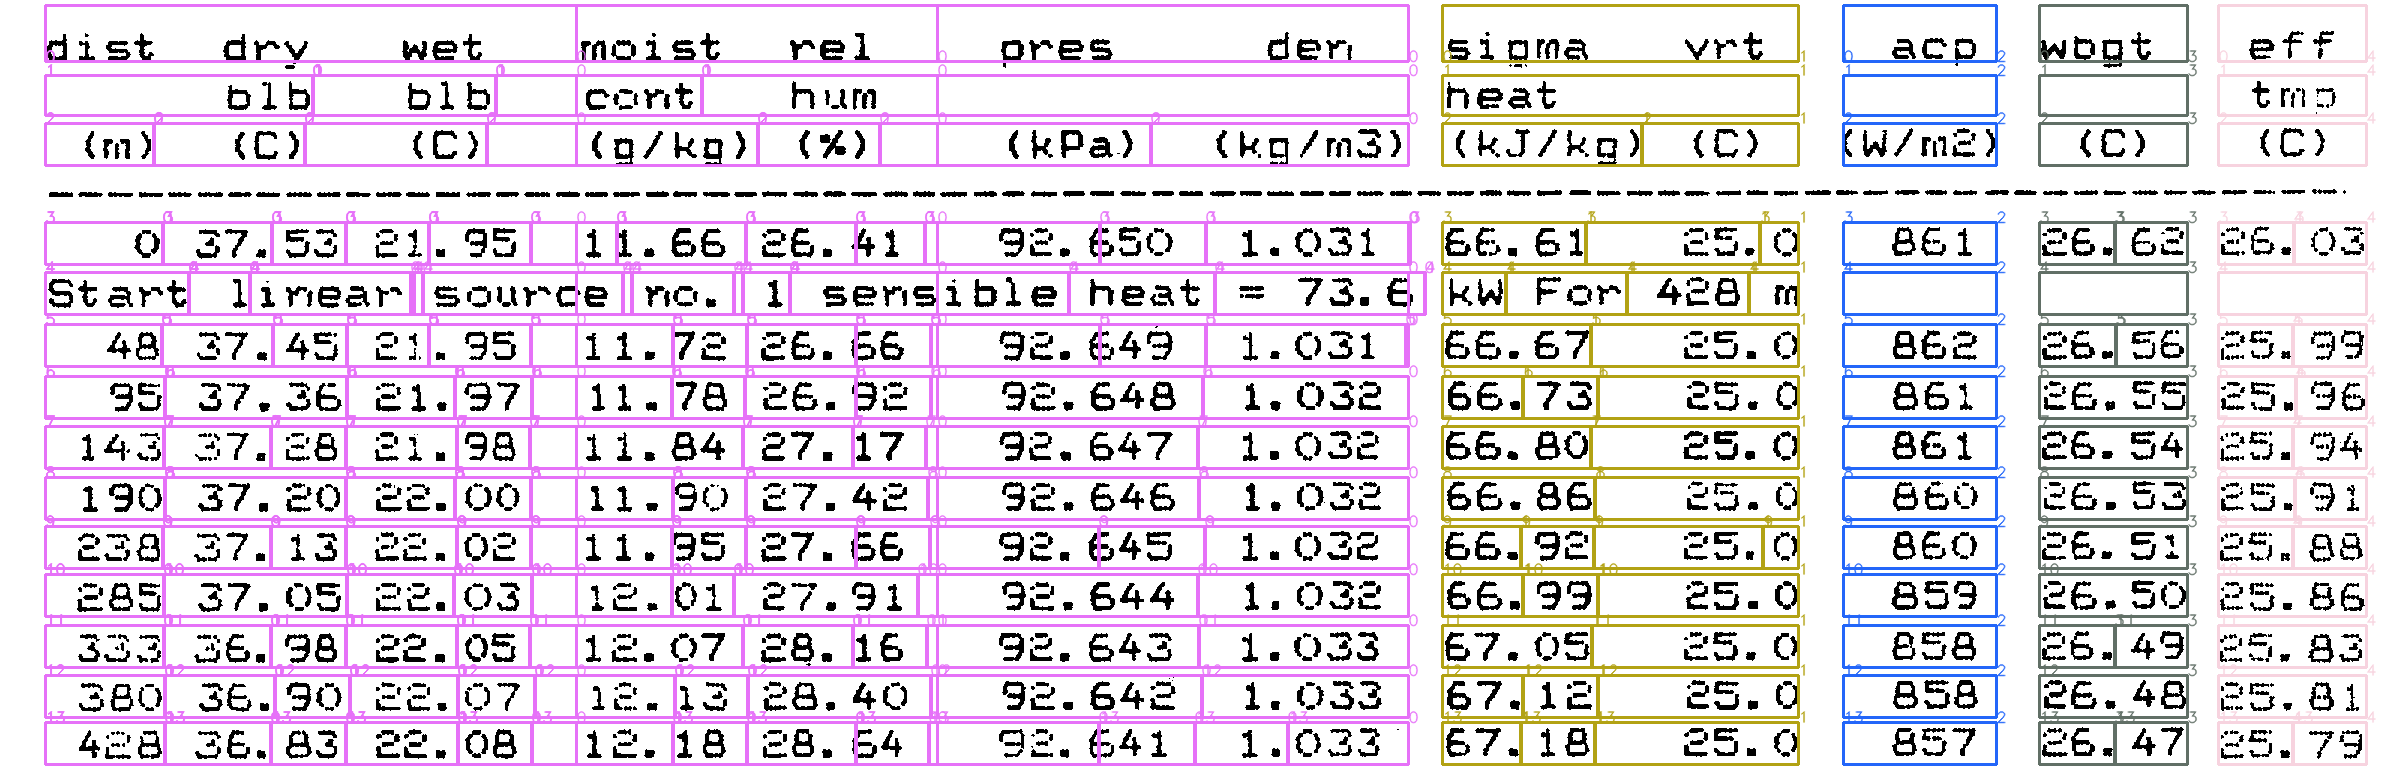 dist dry wet moist rel pres den sigma vrt acp wbgt eff
blb blb cont hum heat tmp
(m) (C) (C) (g/kg) (%) (kPa) (kg/m3) (kJ/kg) (C) (W/m2) (C) (C)
0 37.53 21.95 11.66 26.41 92.650 1.031 66.61 25.0 861 26.62 26.03
Start linear source no. 1 sensible heat = 73.6 kW For 428 m
48 37.45 21.95 11.72 26.66 92.649 1.031 66.67 25.0 862 26.56 25.99
95 37.36 21.97 11.78 26.92 92.648 1.032 66.73 25.0 861 26.55 25.96
143 37.28 21.98 11.84 27.17 92.647 1.032 66.80 25.0 861 26.54 25.94
190 37.20 22.00 11.90 27.42 92.646 1.032 66.86 25.0 860 26.53 25.91
238 37.13 22.02 11.95 27.66 92.645 1.032 66.92 25.0 860 26.51 25.88
285 37.05 22.03 12.01 27.91 92.644 1.032 66.99 25.0 859 26.50 25.86
333 36.98 22.05 12.07 28.16 92.643 1.033 67.05 25.0 858 26.49 25.83
380 36.90 22.07 12.13 28.40 92.642 1.033 67.12 25.0 858 26.48 25.81
428 36.83 22.08 12.18 28.64 92.641 1.033 67.18 25.0 857 26.47 25.79